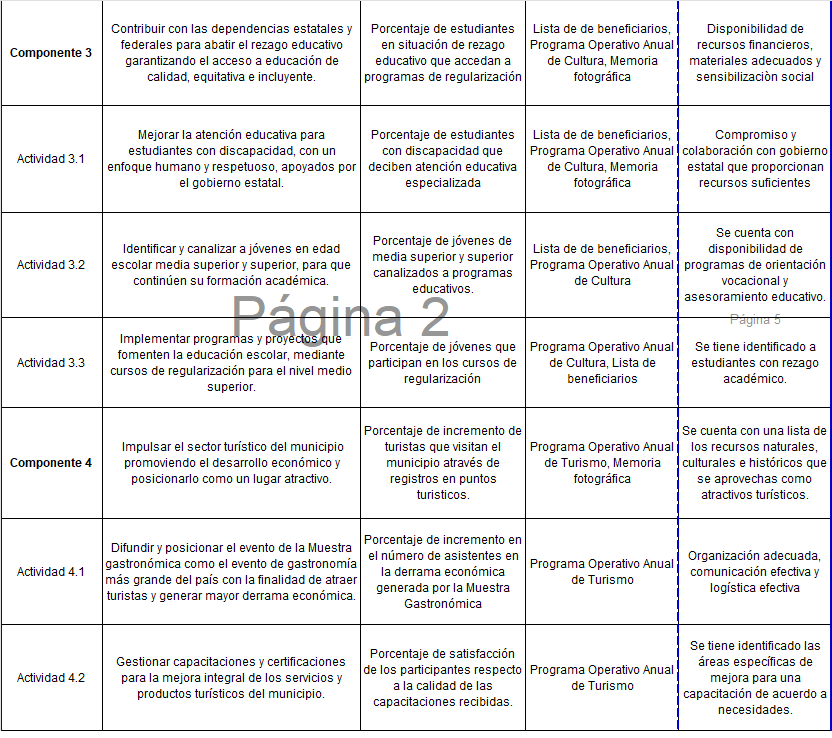 Componente 3
Contribuir con las dependencias estatales y
federales para abatir el rezago educativo
garantizando el acceso a educación de
calidad, equitativa e incluyente.
Porcentaje de estudiantes
en situación de rezago
educativo que accedan a
programas de regularización
Lista de de beneficiarios,
Programa Operativo Anual
de Cultura, Memoria
fotográfica
Disponibilidad de
recursos financieros,
materiales adecuados y
sensibilizaciòn social
Actividad 3.1
Mejorar la atención educativa para
estudiantes con discapacidad, con un
enfoque humano y respetuoso, apoyados por
el gobierno estatal.
Porcentaje de estudiantes
con discapacidad que
deciben atención educativa
especializada
Lista de de beneficiarios,
Programa Operativo Anual
de Cultura, Memoria
fotográfica
Compromiso y
colaboración con gobierno
estatal que proporcionan
recursos suficientes
Actividad 3.2
Identificar y canalizar a jóvenes en edad
escolar media superior y superior, para que
continúen su formación académica.
Porcentaje de jóvenes de
media superior y superior
canalizados a programas
educativos.
Lista de de beneficiarios,
Programa Operativo Anual
de Cultura
Se cuenta con
disponibilidad de
programas de orientación
vocacional y
asesoramiento educativo.
Página 2
Página 5
Actividad 3.3
Implementar programas y proyectos que
fomenten la educación escolar, mediante
cursos de regularización para el nivel medio
superior.
Porcentaje de jóvenes que
participan en los cursos de
regularización
Programa Operativo Anual
de Cultura, Lista de
beneficiarios
Se tiene identificado a
estudiantes con rezago
académico.
Componente 4
Impulsar el sector turístico del municipio
promoviendo el desarrollo económico y
posicionarlo como un lugar atractivo.
Porcentaje de incremento de
turistas que visitan el
municipio através de
registros en puntos
turisticos.
Programa Operativo Anual
de Turismo, Memoria
fotográfica
Se cuenta con una lista de
los recursos naturales,
culturales e históricos que
se aprovechas como
atractivos turísticos.
Actividad 4.1
Difundir y posicionar el evento de la Muestra
gastronómica como el evento de gastronomía
más grande del país con la finalidad de atraer
turistas y generar mayor derrama económica.
Porcentaje de incremento en
el número de asistentes en
la derrama económica
generada por la Muestra
Gastronómica
Programa Operativo Anual
de Turismo
Organización adecuada,
comunicación efectiva y
logística efectiva
Actividad 4.2
Gestionar capacitaciones y certificaciones
para la mejora integral de los servicios y
productos turísticos del municipio.
Porcentaje de satisfacción
de los participantes respecto
a la calidad de las
capacitaciones recibidas.
Programa Operativo Anual
de Turismo
Se tiene identificado las
áreas específicas de
mejora para una
capacitación de acuerdo a
necesidades.